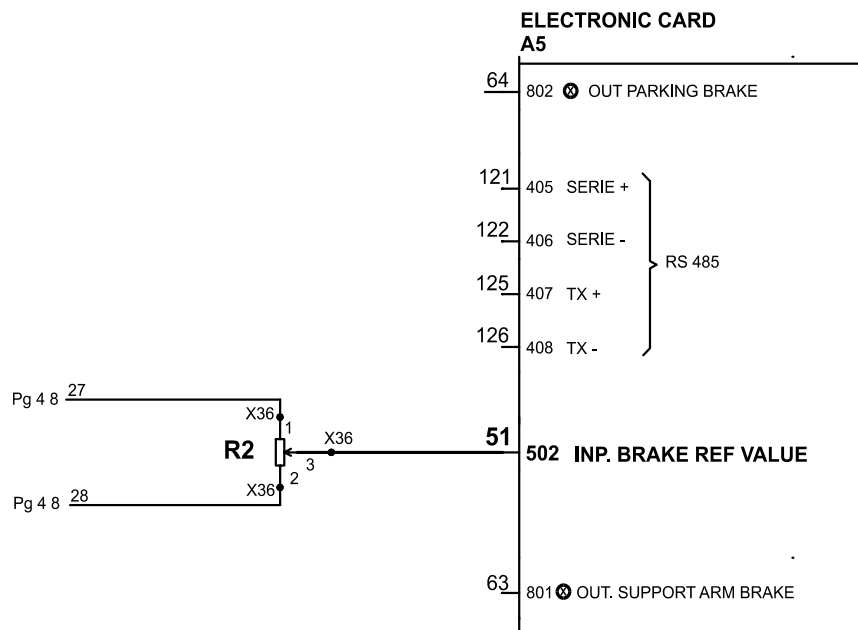 ELECTRONIC CARD
A5
64
802 OUT PARKING BRAKE
121
405 SERIE +
122
406 SERIE -
RS 485
125
407 TX +
126
408 TX -
Pg 4 8 27
X36
1
R2
3
X36
51
502 INP. BRAKE REF VALUE
2
X36
Pg 4 8 28
63
801 OUT. SUPPORT ARM BRAKE